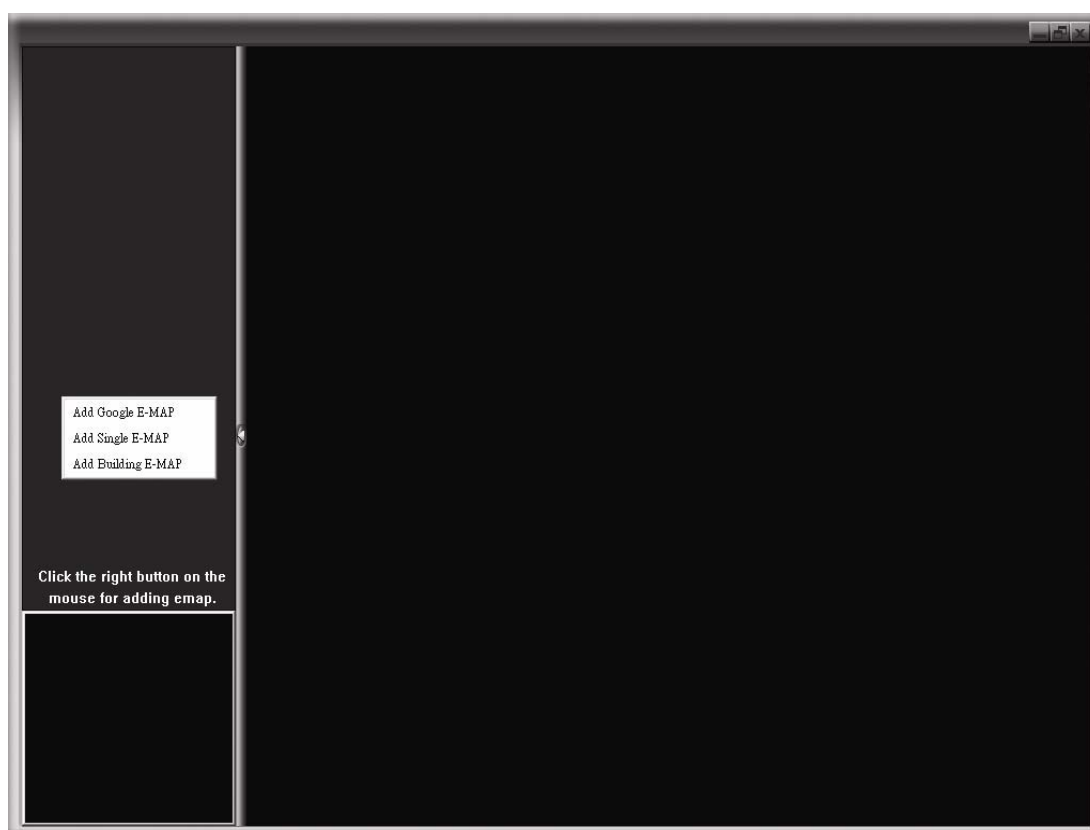 Add Google E-MAP
Add Single E-MAP
Add Building E-MAP
Click the right button on the
mouse for adding emap.